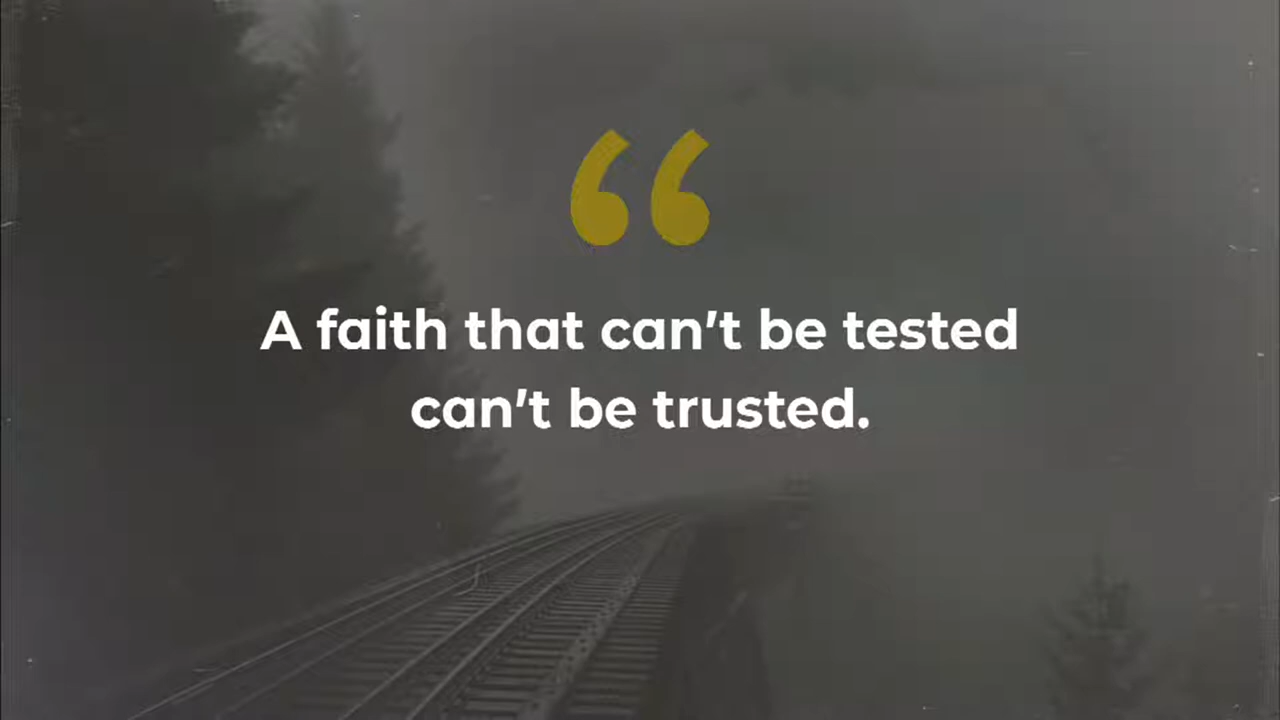 “
A faith that can’t be tested
can’t be trusted.